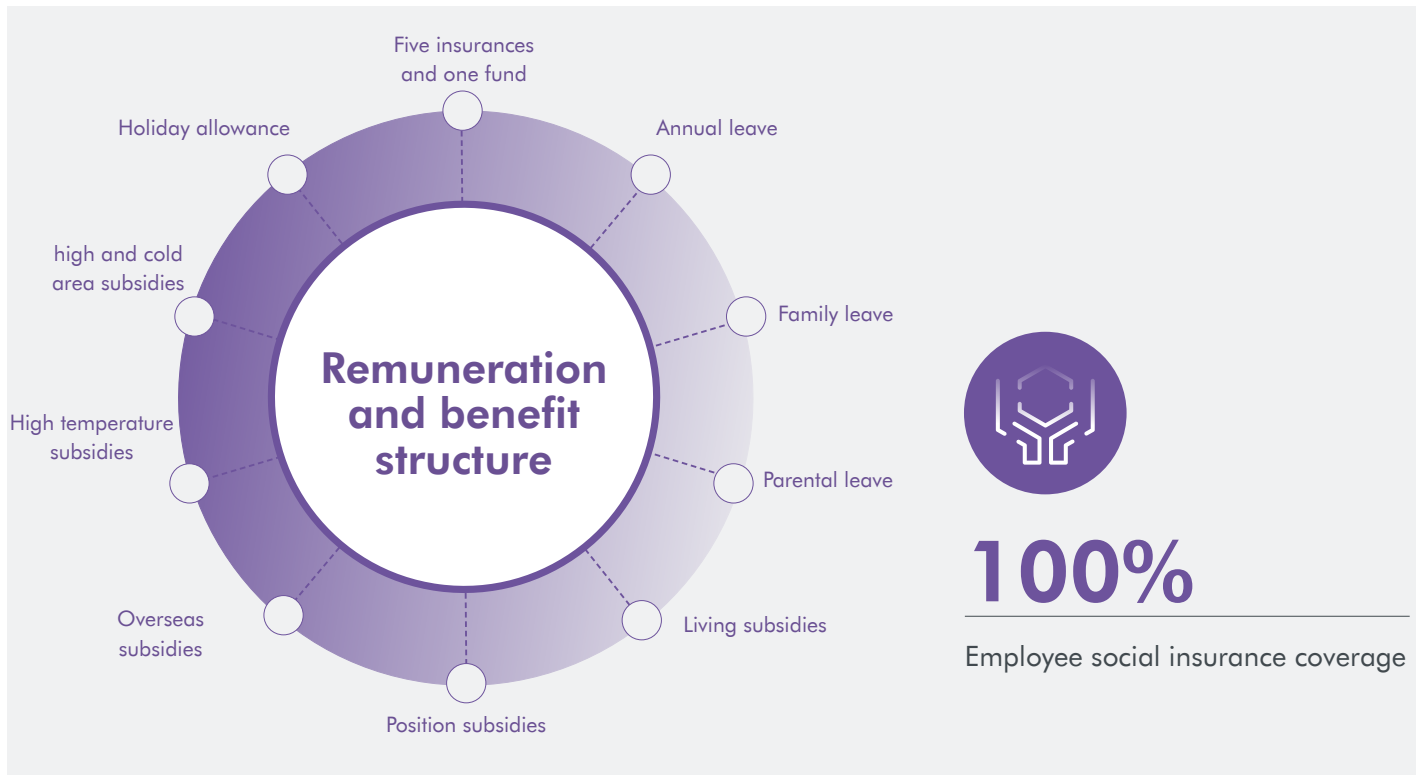 Five insurances
and one fund
Holiday allowance
Annual leave
high and cold
area subsidies
Family leave
Remuneration
and benefit
structure
High temperature
subsidies
Parental leave
Overseas
subsidies
Living subsidies
Position subsidies
100%
Employee social insurance coverage